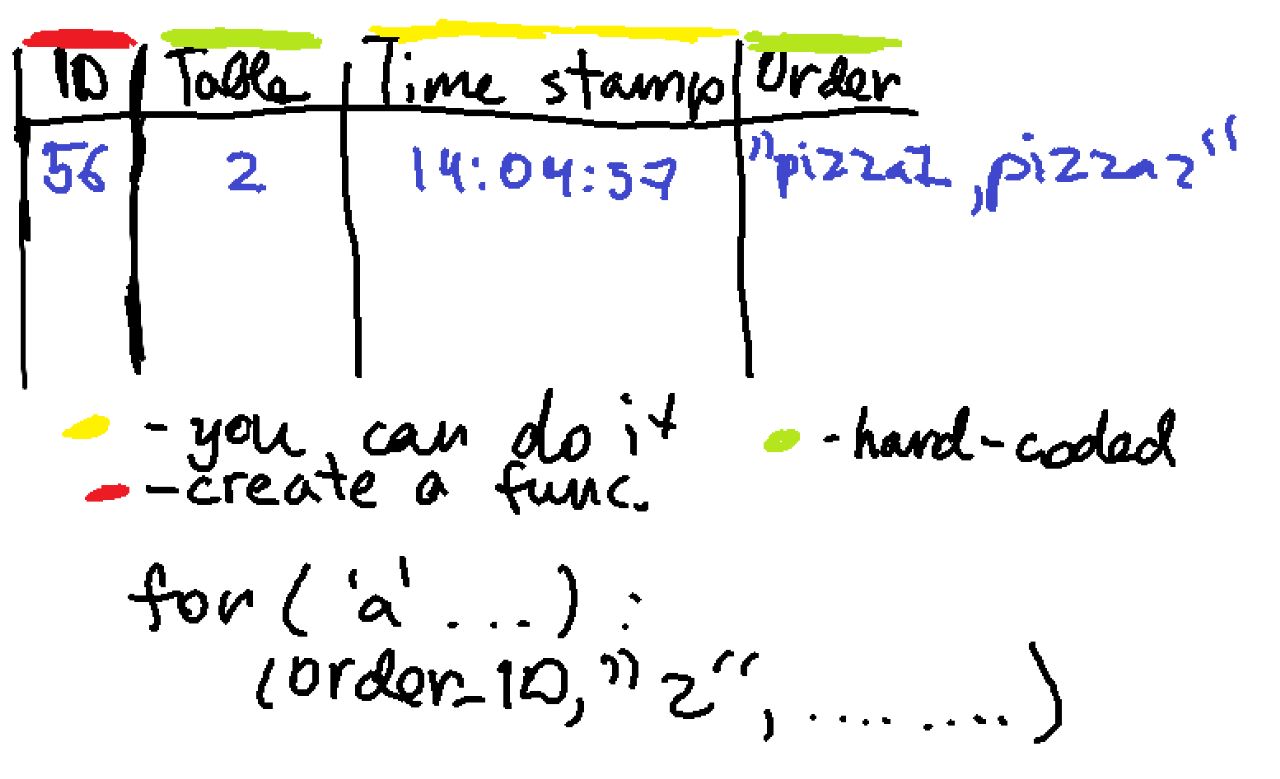 ID Table Time stamp Order
56 2 14:04:57 "pizza1, pizza2"
- you can do it - hard-coded
- create a func.
for ( 'a' ....) :
(order_ID, "2", ........)